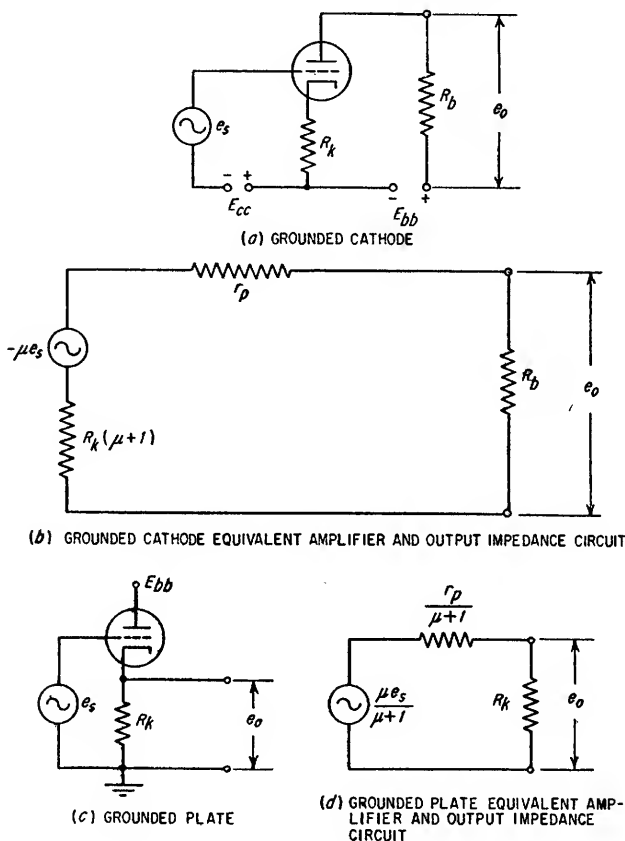 e_s
R_k
R_b
e_o
- +
E_cc
- +
E_bb
(a) GROUNDED CATHODE
r_p
-μe_s
R_k(μ+1)
R_b
e_o
(b) GROUNDED CATHODE EQUIVALENT AMPLIFIER AND OUTPUT IMPEDANCE CIRCUIT
E_bb
e_s
R_k
e_o
(c) GROUNDED PLATE
r_p
μ+1
μe_s
μ+1
R_k
e_o
(d) GROUNDED PLATE EQUIVALENT AMP-
LIFIER AND OUTPUT IMPEDANCE
CIRCUIT